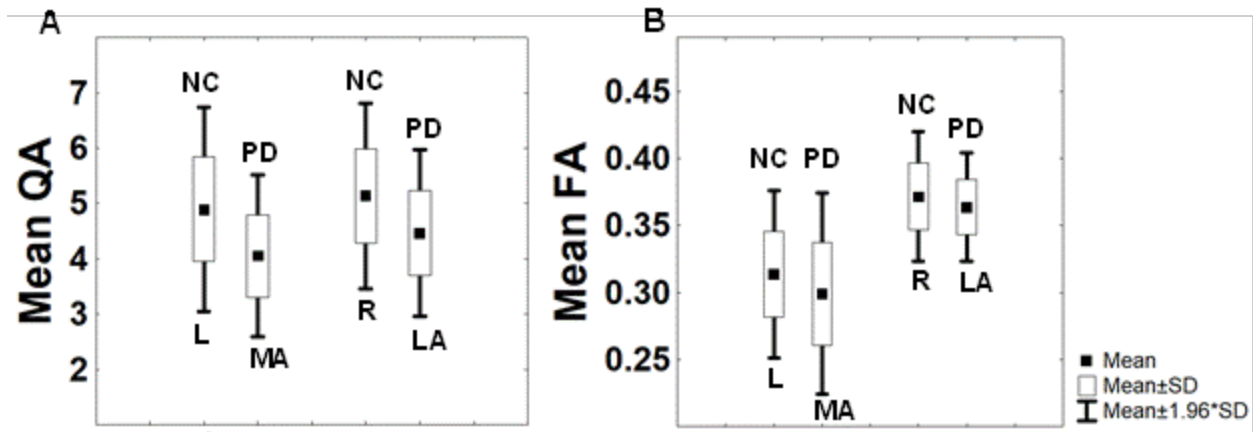 A
B
Mean QA
7
6
5
4
3
2
NC
PD
NC
PD
L
MA
R
LA
Mean FA
0.45
0.40
0.35
0.30
0.25
NC
PD
NC
PD
L
MA
R
LA
Mean
Mean±SD
Mean±1.96*SD